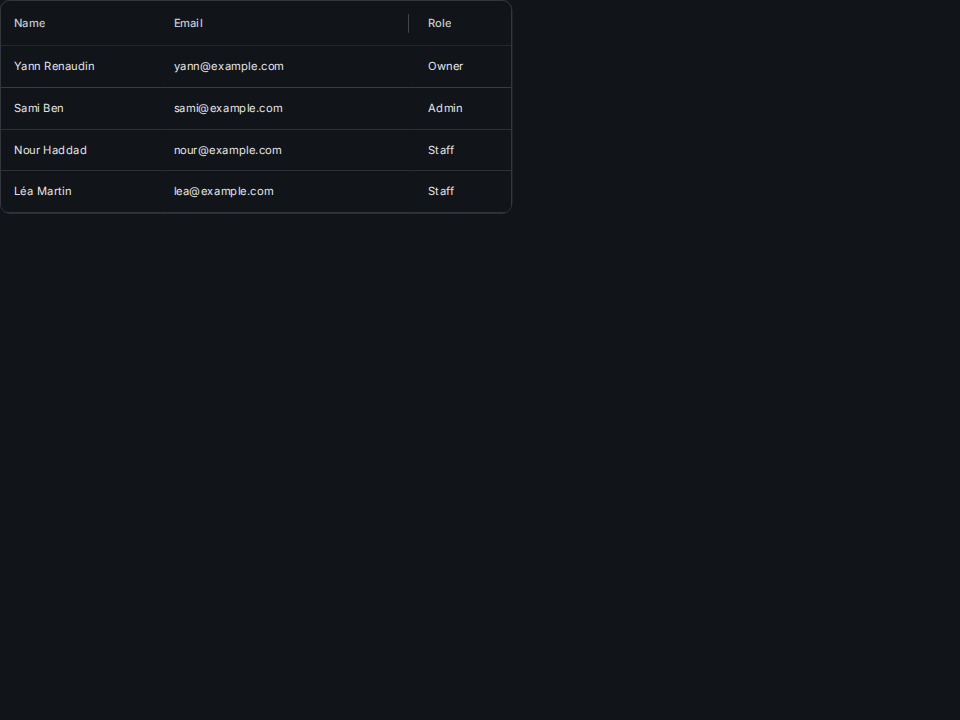 Name Email Role
Yann Renaudin yann@example.com Owner
Sami Ben sami@example.com Admin
Nour Haddad nour@example.com Staff
Léa Martin lea@example.com Staff